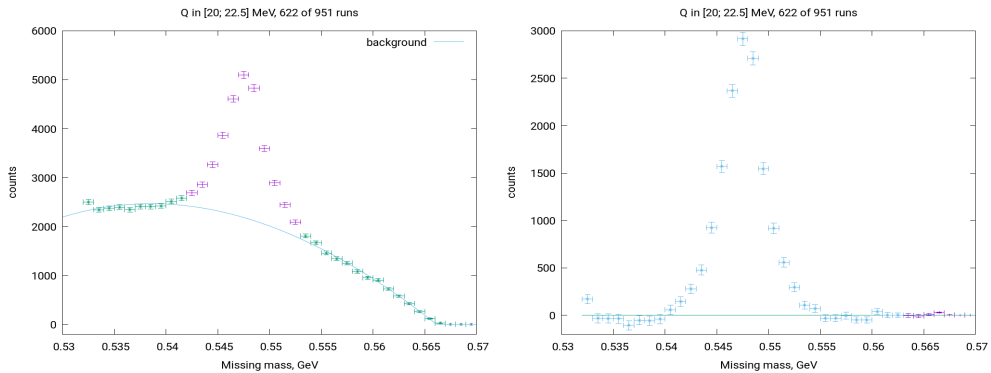 Q in [20; 22.5] MeV, 622 of 951 runs
background
counts
6000
5000
4000
3000
2000
1000
0
0.53 0.535 0.54 0.545 0.55 0.555 0.56 0.565 0.57
Missing mass, GeV
Q in [20; 22.5] MeV, 622 of 951 runs
counts
3000
2500
2000
1500
1000
500
0
0.53 0.535 0.54 0.545 0.55 0.555 0.56 0.565 0.57
Missing mass, GeV